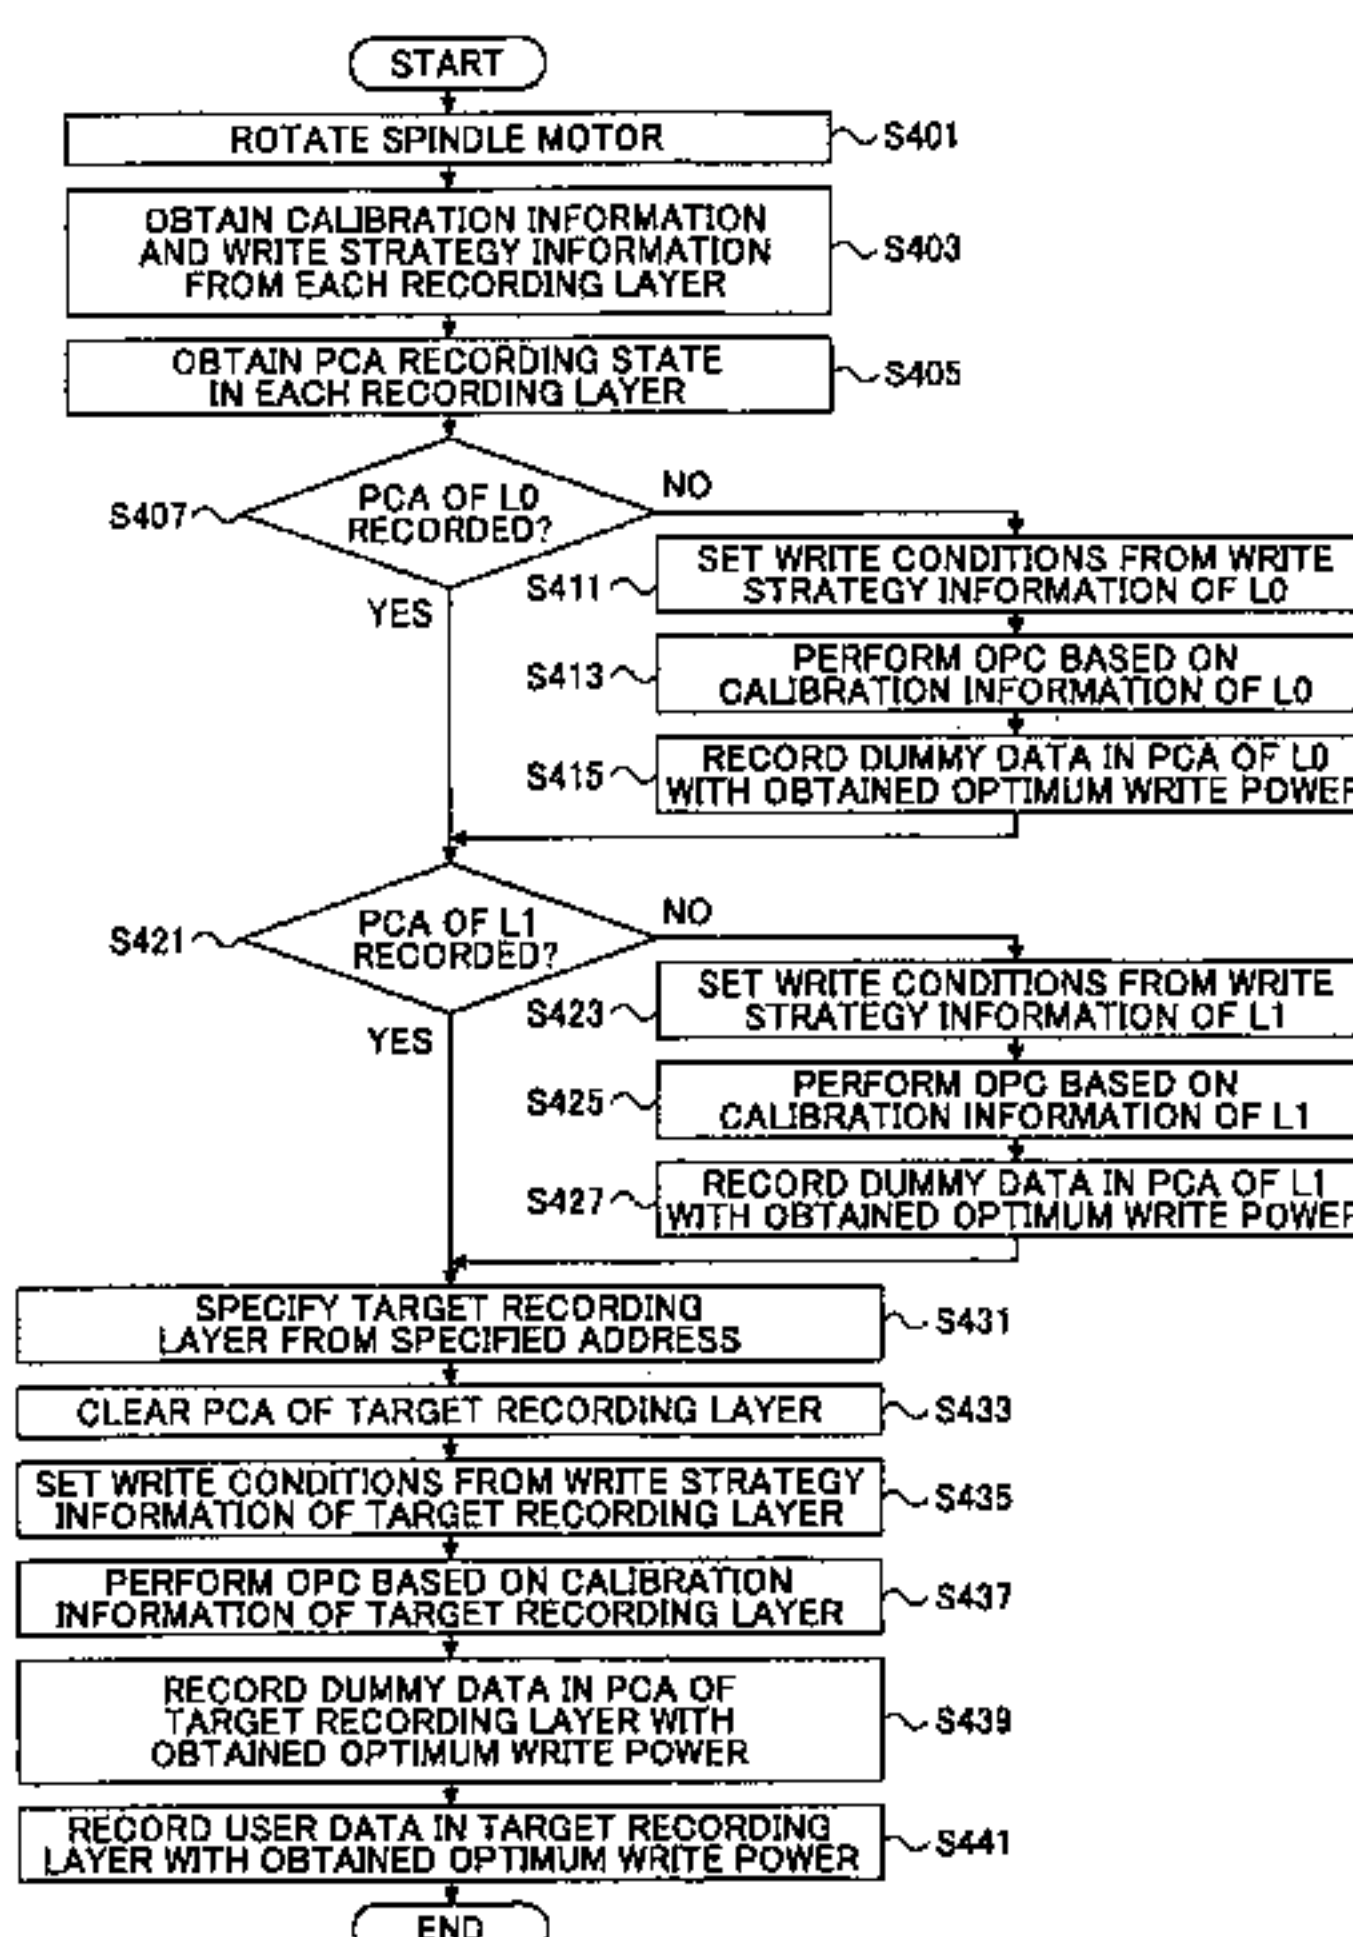 START
ROTATE SPINDLE MOTOR
S401
OBTAIN CALIBRATION INFORMATION
AND WRITE STRATEGY INFORMATION
FROM EACH RECORDING LAYER
S403
OBTAIN PCA RECORDING STATE
IN EACH RECORDING LAYER
S405
S407
PCA OF L0
RECORDED?
NO
YES
SET WRITE CONDITIONS FROM WRITE
STRATEGY INFORMATION OF L0
S411
PERFORM OPC BASED ON
CALIBRATION INFORMATION OF L0
S413
RECORD DUMMY DATA IN PCA OF L0
WITH OBTAINED OPTIMUM WRITE POWER
S415
S421
PCA OF L1
RECORDED?
NO
YES
SET WRITE CONDITIONS FROM WRITE
STRATEGY INFORMATION OF L1
S423
PERFORM OPC BASED ON
CALIBRATION INFORMATION OF L1
S425
RECORD DUMMY DATA IN PCA OF L1
WITH OBTAINED OPTIMUM WRITE POWER
S427
SPECIFY TARGET RECORDING
LAYER FROM SPECIFIED ADDRESS
S431
CLEAR PCA OF TARGET RECORDING LAYER
S433
SET WRITE CONDITIONS FROM WRITE STRATEGY
INFORMATION OF TARGET RECORDING LAYER
S435
PERFORM OPC BASED ON CALIBRATION
INFORMATION OF TARGET RECORDING LAYER
S437
RECORD DUMMY DATA IN PCA OF
TARGET RECORDING LAYER WITH
OBTAINED OPTIMUM WRITE POWER
S439
RECORD USER DATA IN TARGET RECORDING
LAYER WITH OBTAINED OPTIMUM WRITE POWER
S441
END